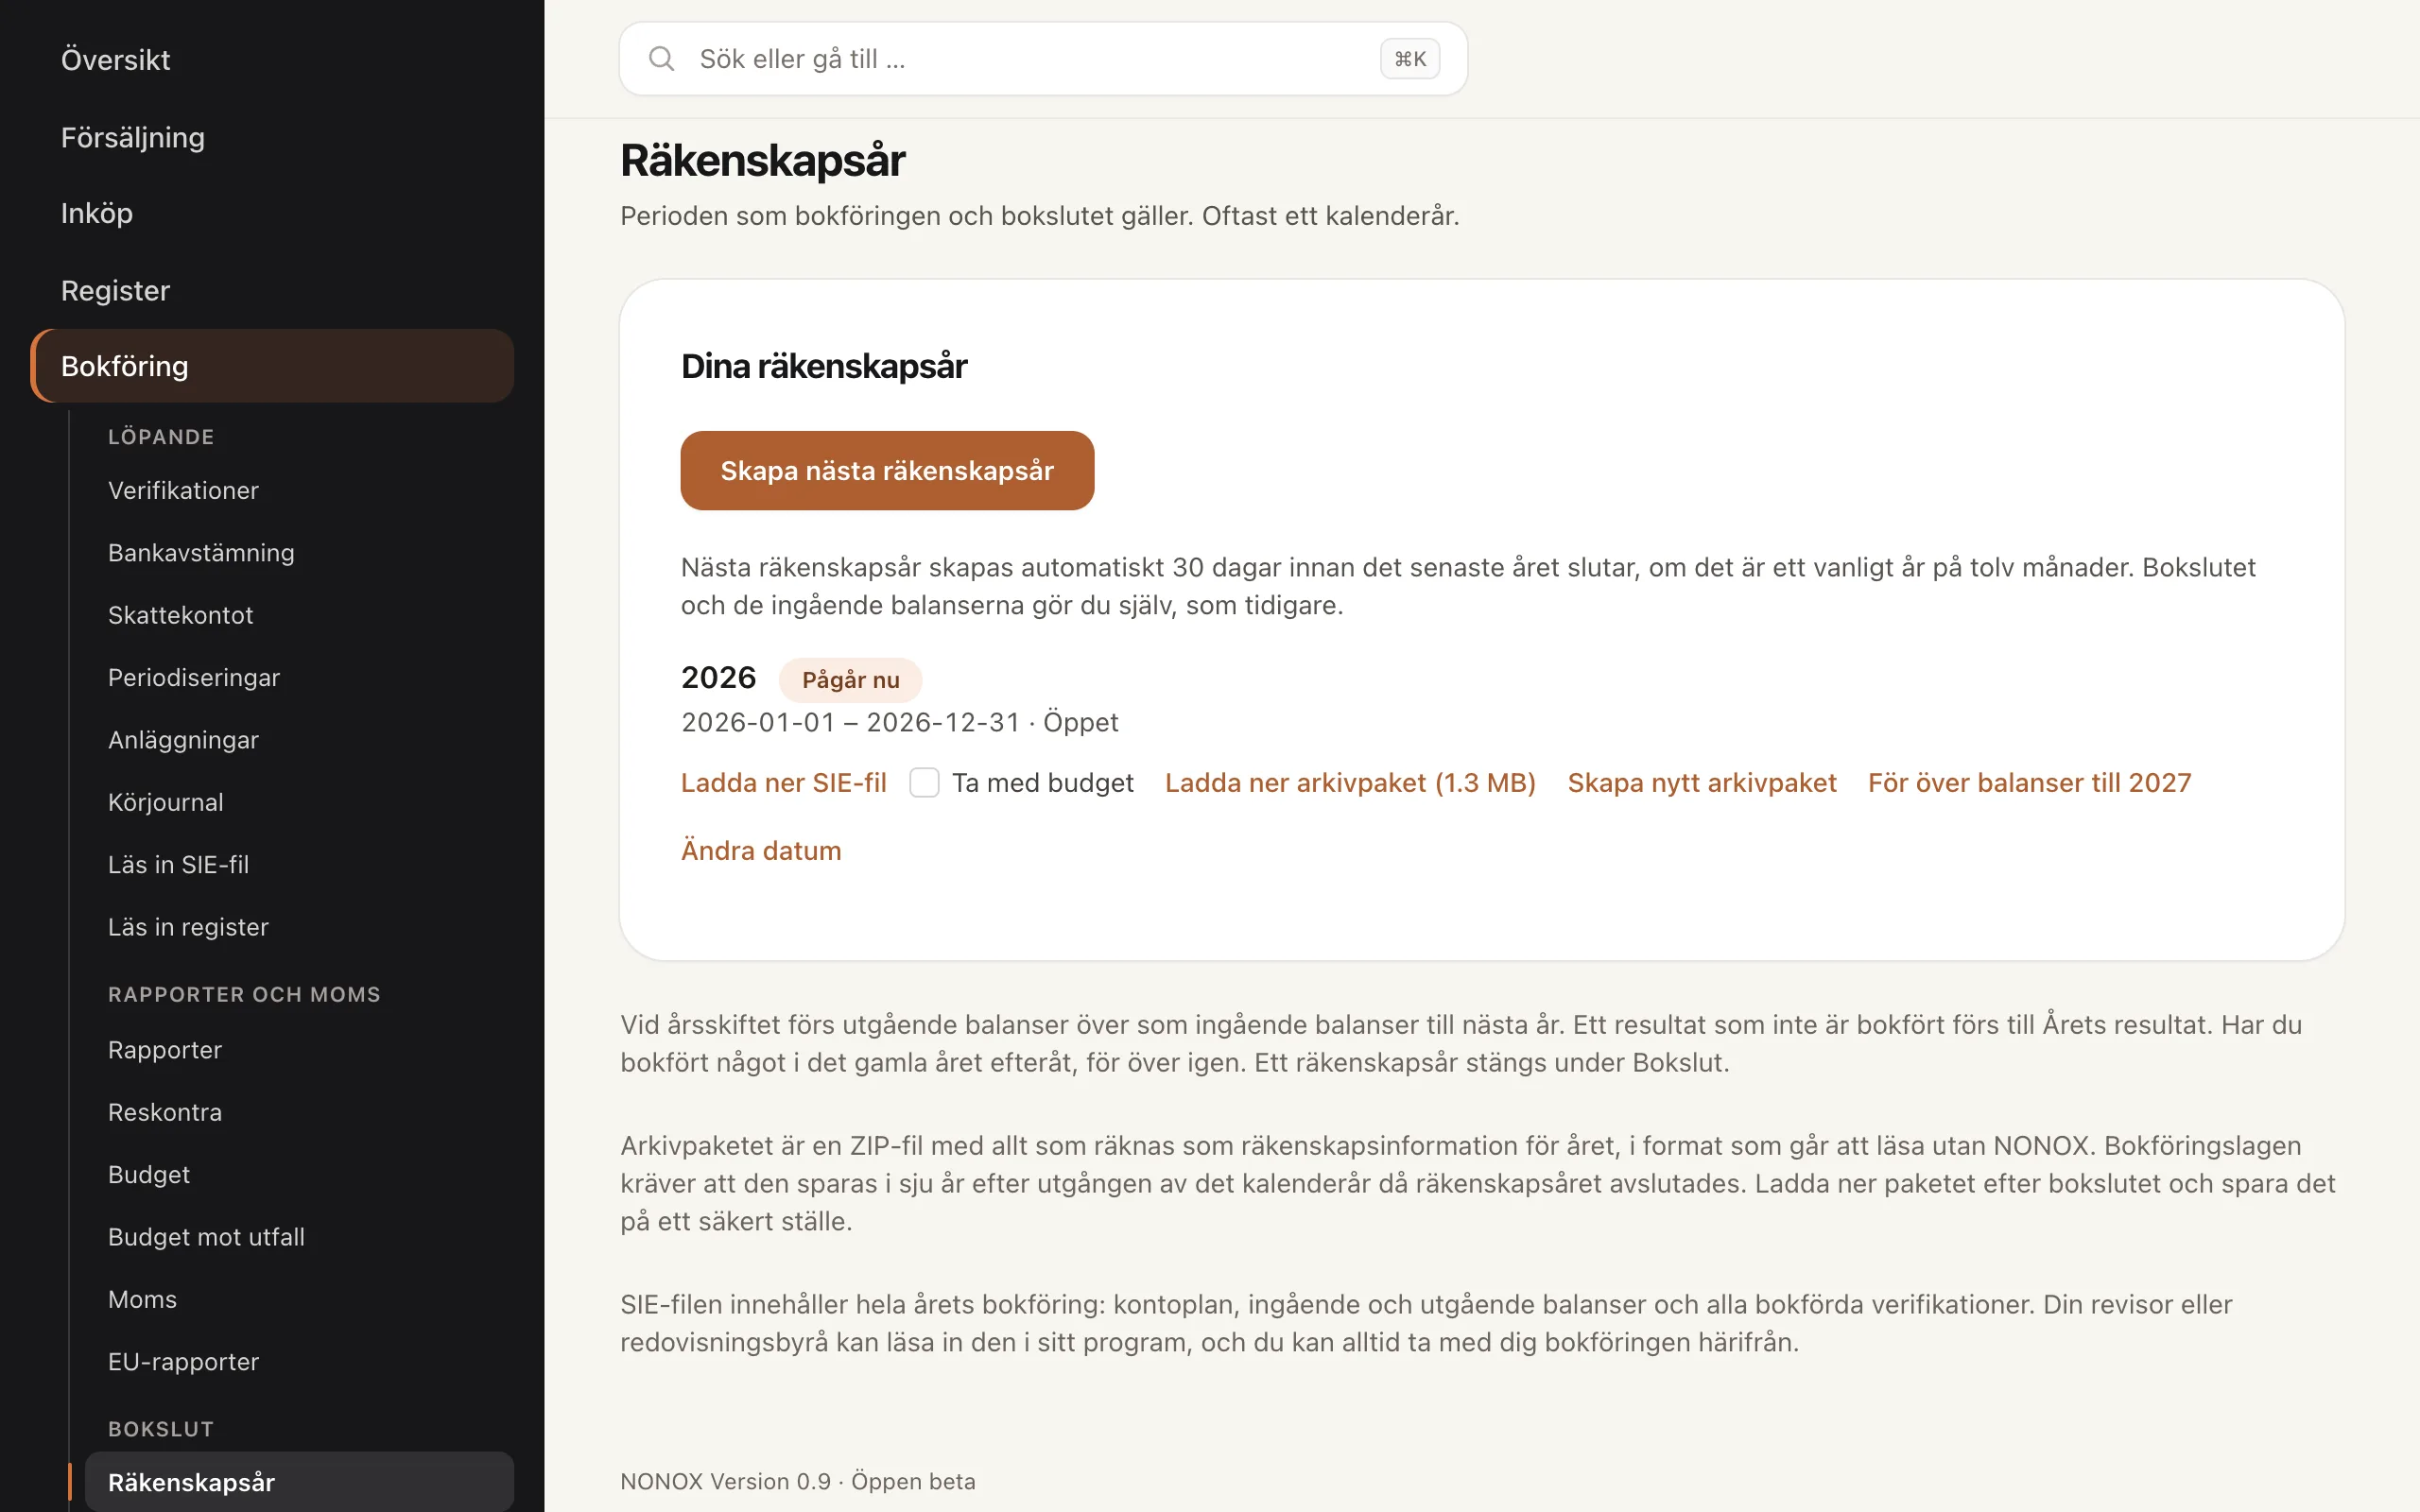 Översikt
Försäljning
Inköp
Register
Bokföring
LÖPANDE
Verifikationer
Bankavstämning
Skattekontot
Periodiseringar
Anläggningar
Körjournal
Läs in SIE-fil
Läs in register
RAPPORTER OCH MOMS
Rapporter
Reskontra
Budget
Budget mot utfall
Moms
EU-rapporter
BOKSLUT
Räkenskapsår
Sök eller gå till ...
⌘K
Räkenskapsår
Perioden som bokföringen och bokslutet gäller. Oftast ett kalenderår.
Dina räkenskapsår
Skapa nästa räkenskapsår
Nästa räkenskapsår skapas automatiskt 30 dagar innan det senaste året slutar, om det är ett vanligt år på tolv månader. Bokslutet
och de ingående balanserna gör du själv, som tidigare.
2026 Pågår nu
2026-01-01 – 2026-12-31 · Öppet
Ladda ner SIE-fil Ta med budget Ladda ner arkivpaket (1.3 MB) Skapa nytt arkivpaket För över balanser till 2027
Ändra datum
Vid årsskiftet förs utgående balanser över som ingående balanser till nästa år. Ett resultat som inte är bokfört förs till Årets resultat. Har du
bokfört något i det gamla året efteråt, för över igen. Ett räkenskapsår stängs under Bokslut.
Arkivpaketet är en ZIP-fil med allt som räknas som räkenskapsinformation för året, i format som går att läsa utan NONOX. Bokföringslagen
kräver att den sparas i sju år efter utgången av det kalenderår då räkenskapsåret avslutades. Ladda ner paketet efter bokslutet och spara det
på ett säkert ställe.
SIE-filen innehåller hela årets bokföring: kontoplan, ingående och utgående balanser och alla bokförda verifikationer. Din revisor eller
redovisningsbyrå kan läsa in den i sitt program, och du kan alltid ta med dig bokföringen härifrån.
NONOX Version 0.9 · Öppen beta